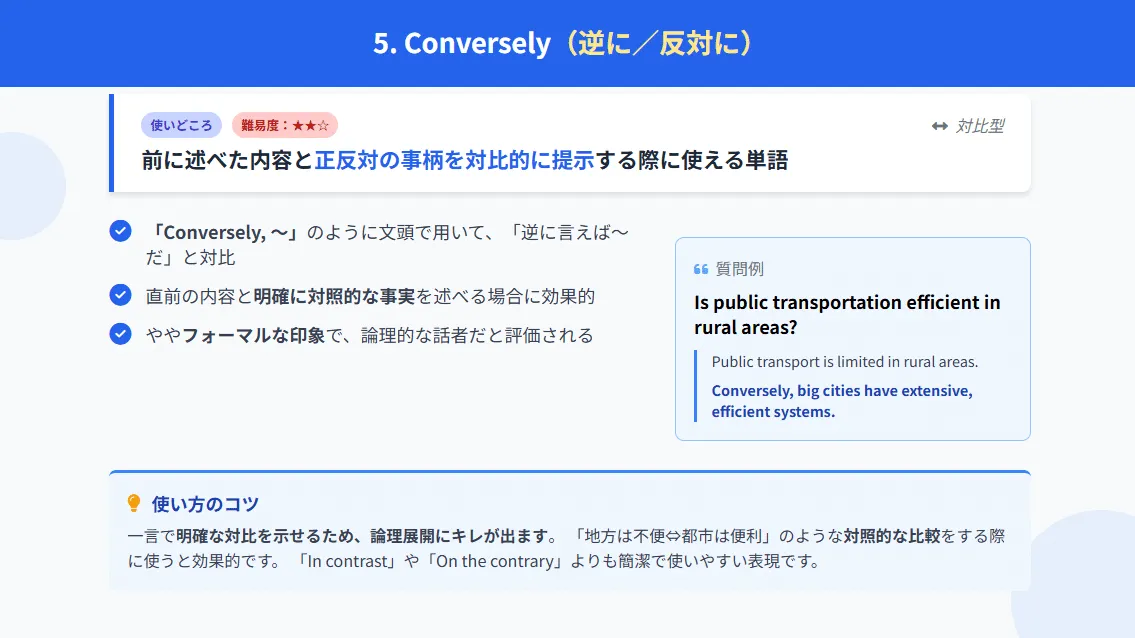 5. Conversely（逆に／反対に）
使いどころ 難易度：★★☆
対比型
前に述べた内容と正反対の事柄を対比的に提示する際に使える単語
「Conversely, 〜」のように文頭で用いて、「逆に言えば〜
だ」と対比
直前の内容と明確に対照的な事実を述べる場合に効果的
ややフォーマルな印象で、論理的な話者だと評価される
質問例
Is public transportation efficient in
rural areas?
Public transport is limited in rural areas.
Conversely, big cities have extensive,
efficient systems.
使い方のコツ
一言で明確な対比を示せるため、論理展開にキレが出ます。「地方は不便⇔都市は便利」のような対照的な比較をする際
に使うと効果的です。「In contrast」や「On the contrary」よりも簡潔で使いやすい表現です。